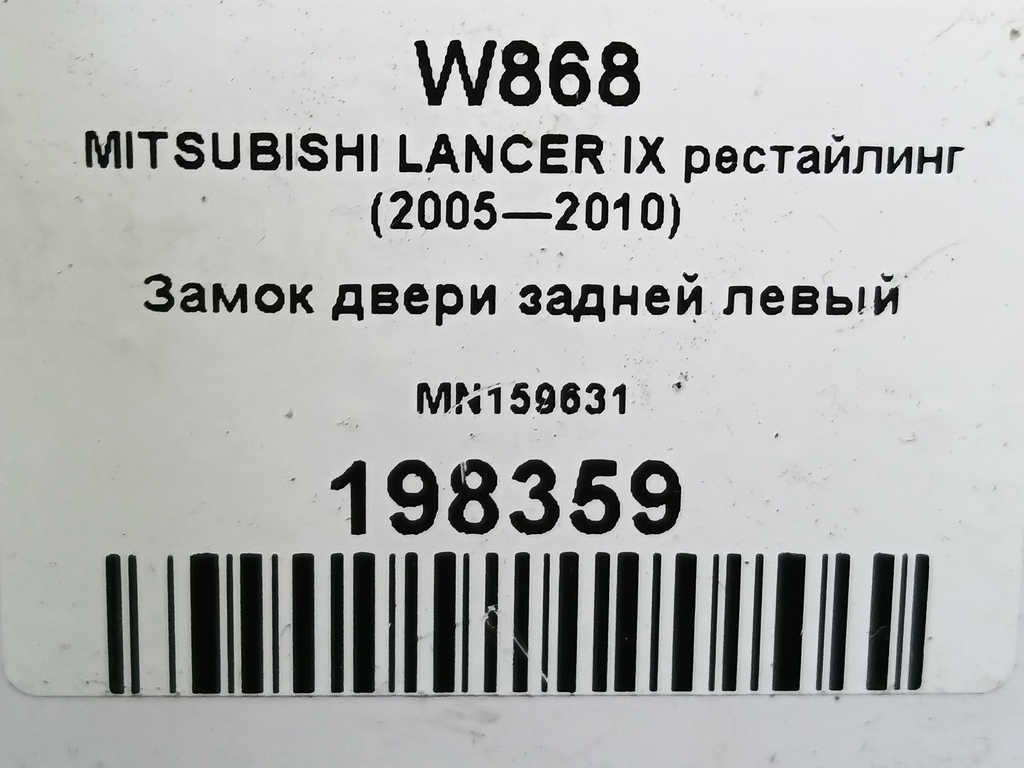 W868
MITSUBISHI LANCER IX рестайлинг
(2005—2010)
Замок двери задней левый
MN159631
198359